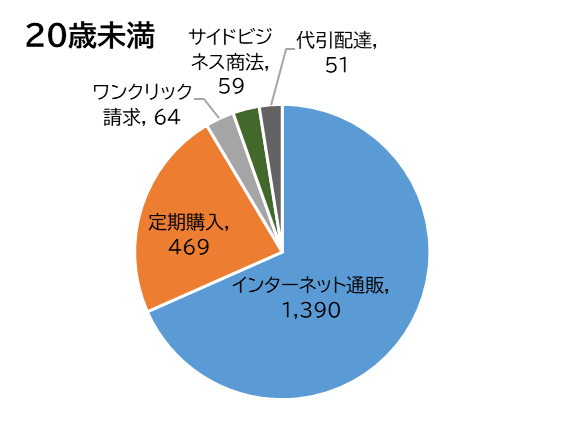 20歳未満
サイドビジ
ネス商法,
59
代引配達,
51
ワンクリック
請求, 64
定期購入,
469
インターネット通販,
1,390